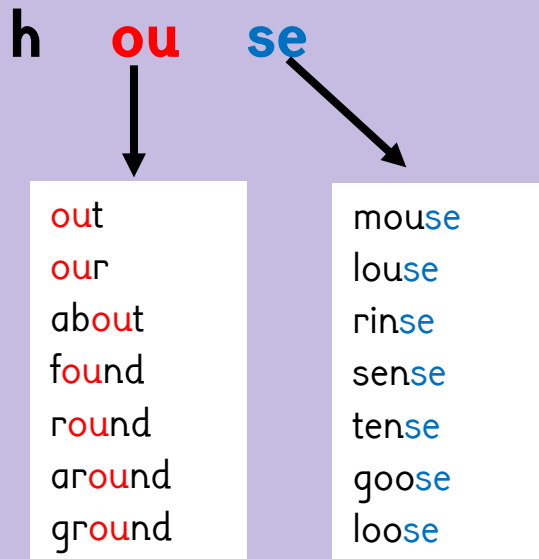 h ou se
out
our
about
found
round
around
ground
mouse
louse
rinse
sense
tense
goose
loose